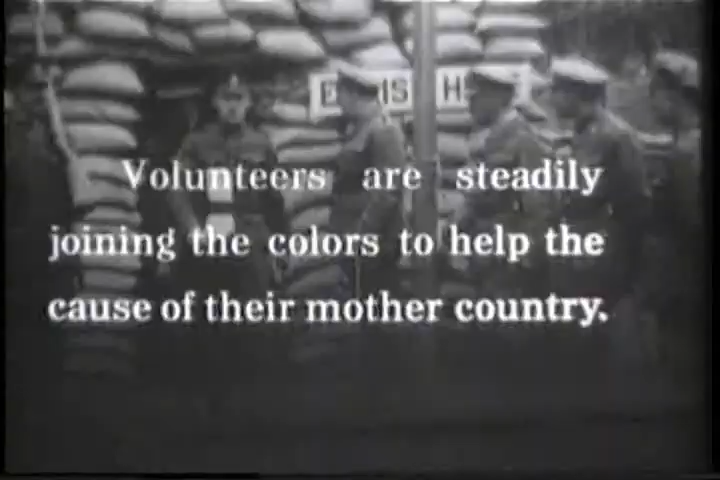 Volunteers are steadily
joining the colors to help the
cause of their mother country.